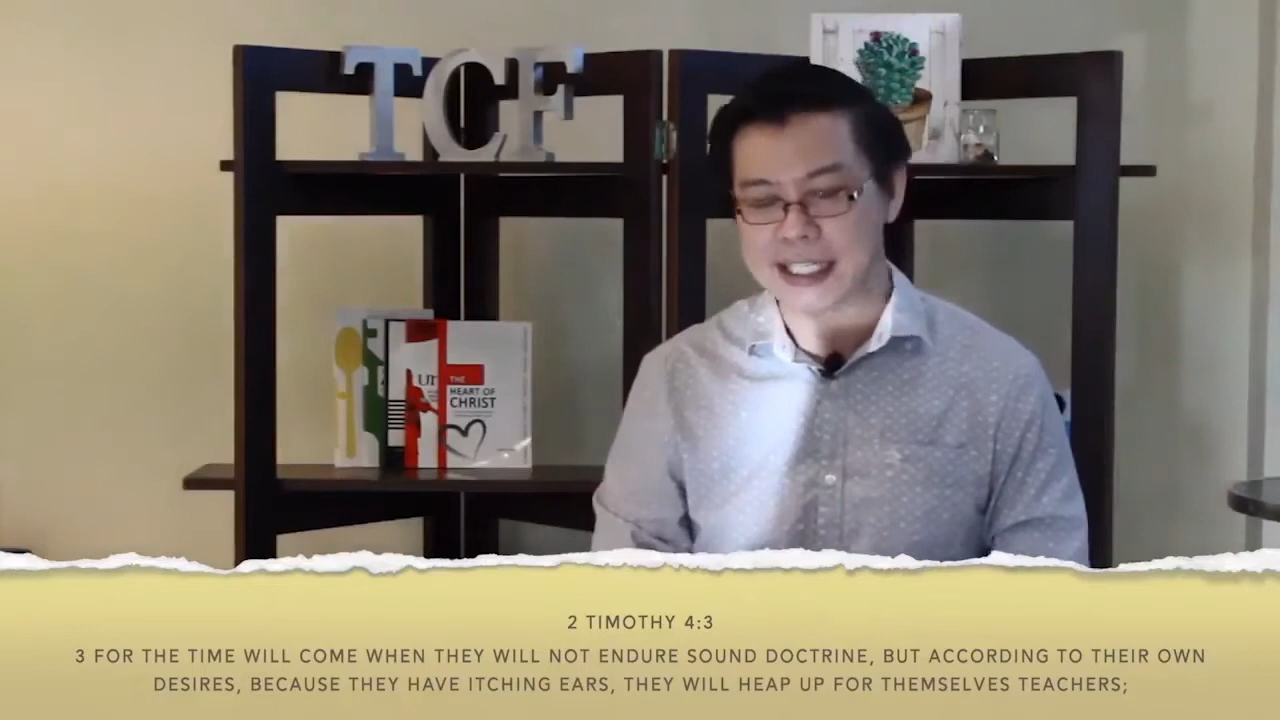 TCF
THE
HEART OF
CHRIST
2 TIMOTHY 4:3
3 FOR THE TIME WILL COME WHEN THEY WILL NOT ENDURE SOUND DOCTRINE, BUT ACCORDING TO THEIR OWN
DESIRES, BECAUSE THEY HAVE ITCHING EARS, THEY WILL HEAP UP FOR THEMSELVES TEACHERS;